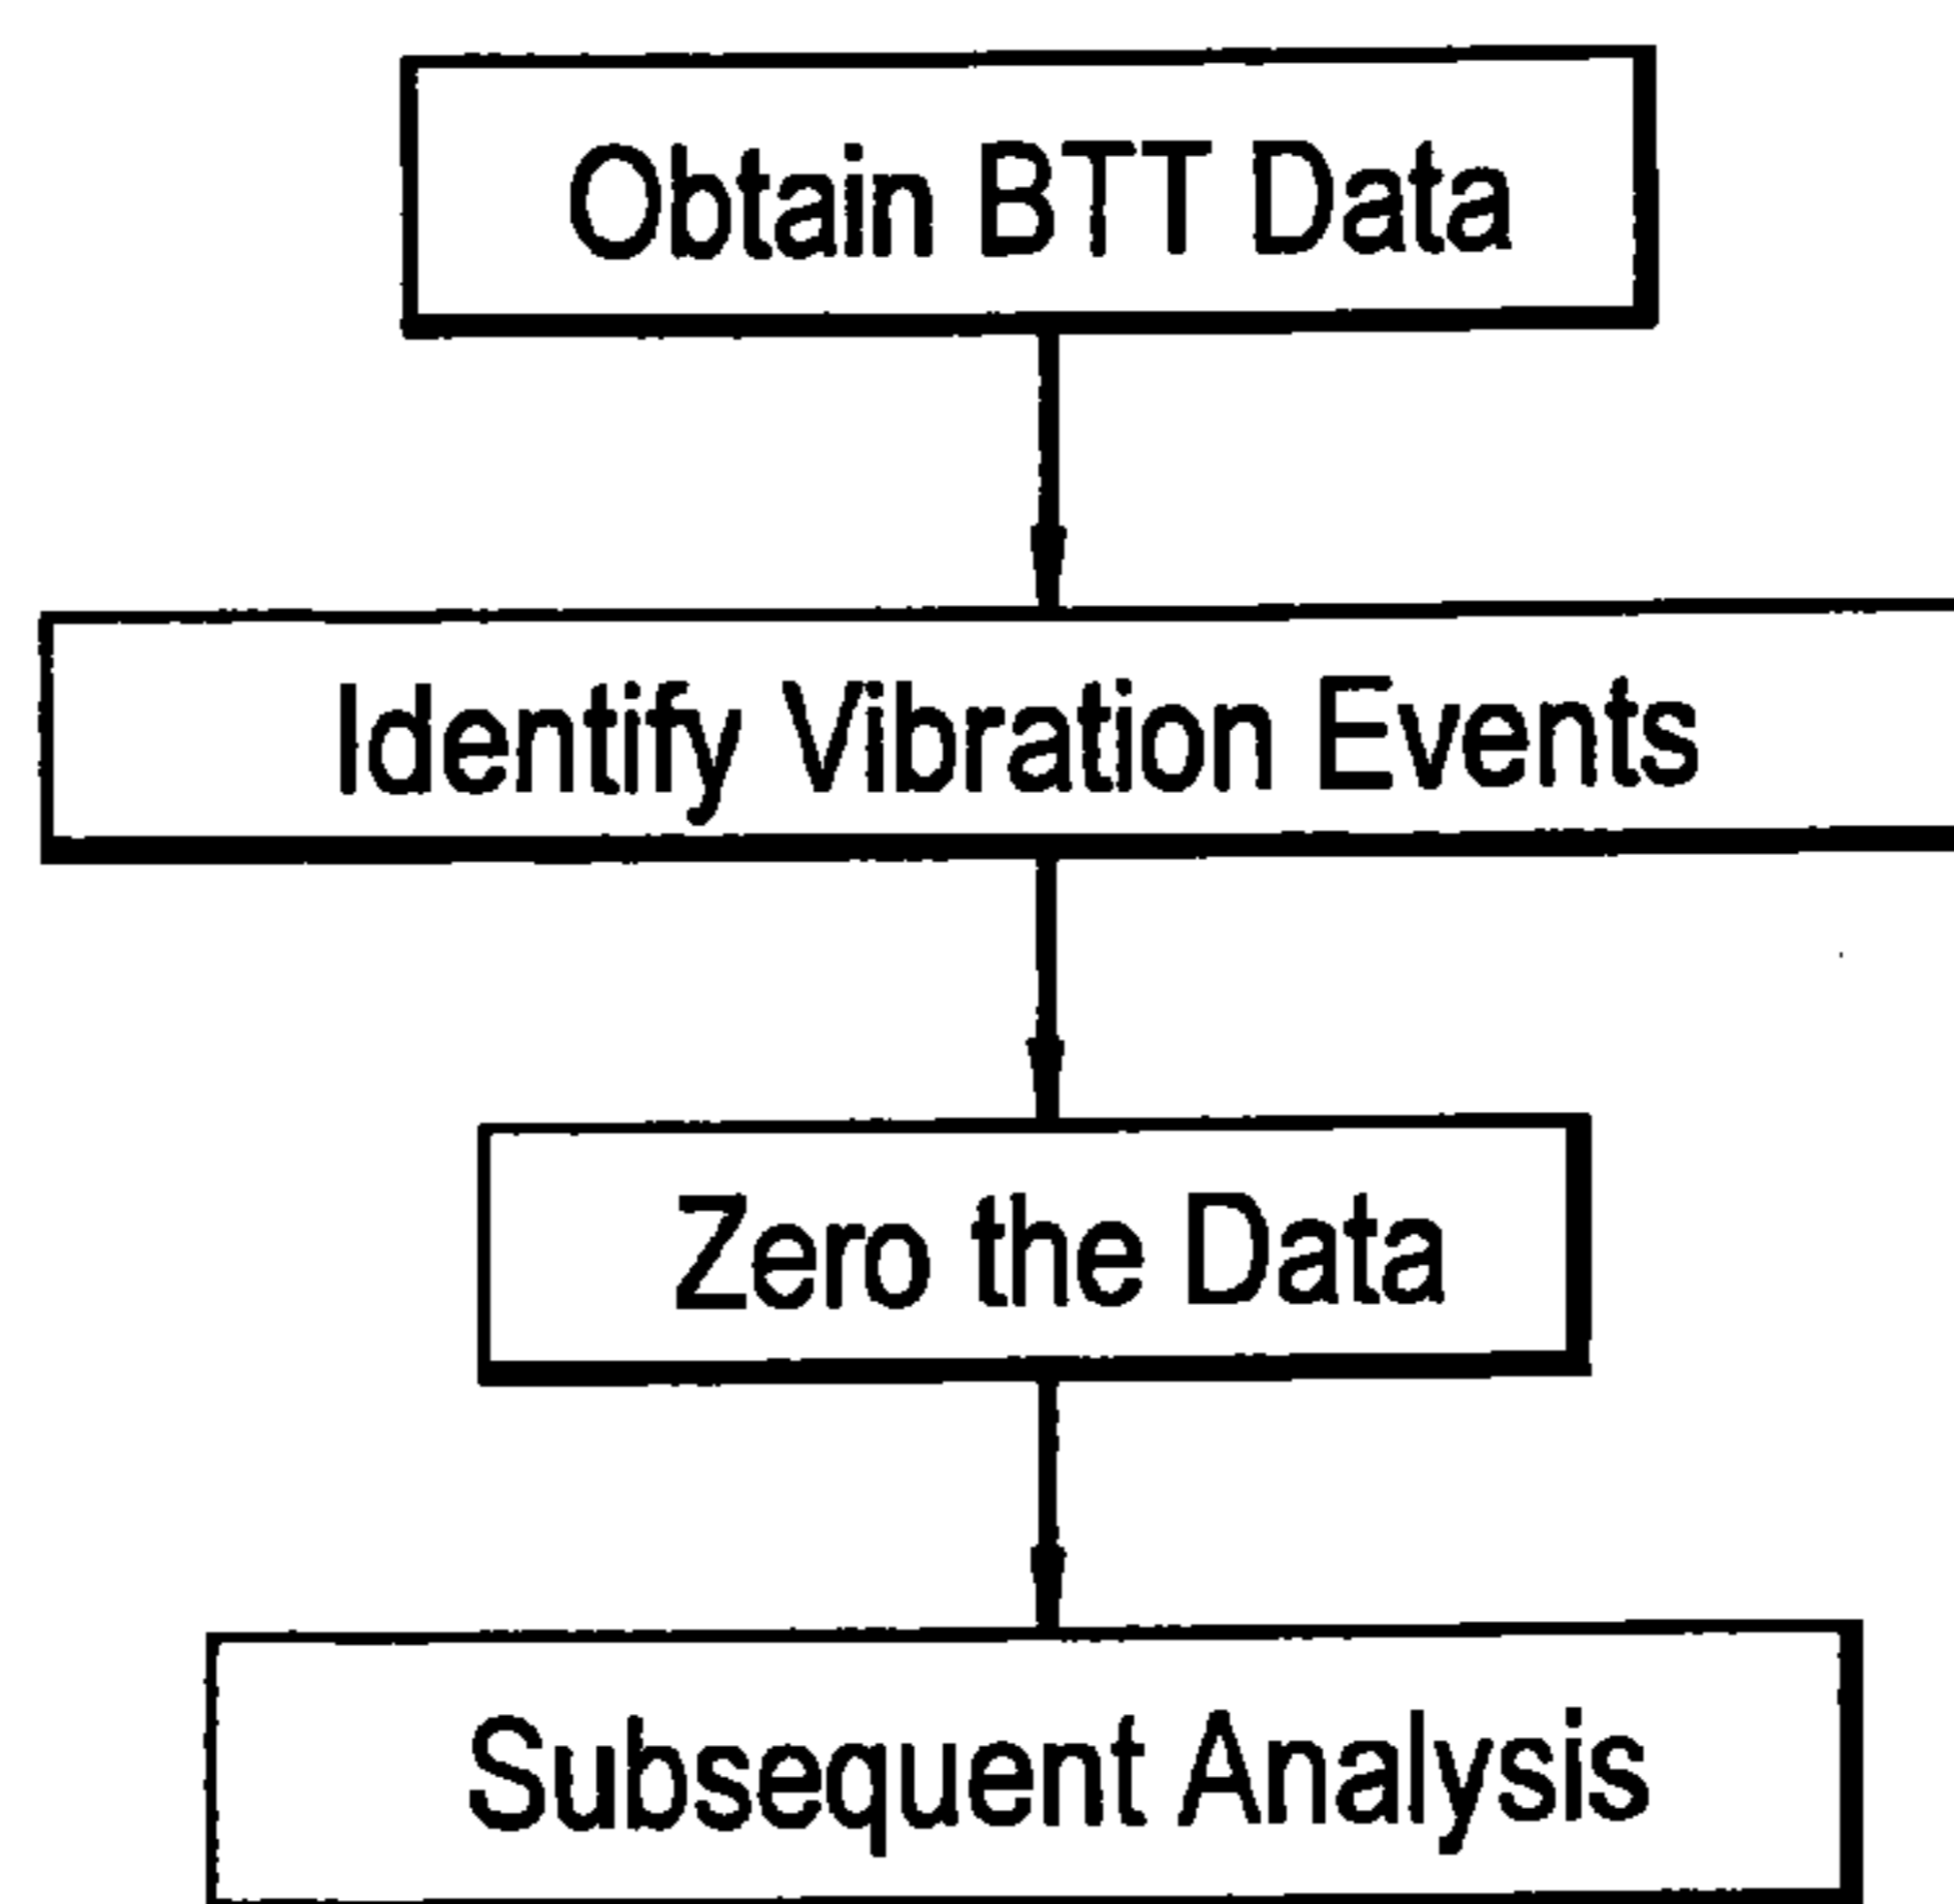 Obtain BTT Data
Identify Vibration Events
Zero the Data
Subsequent Analysis